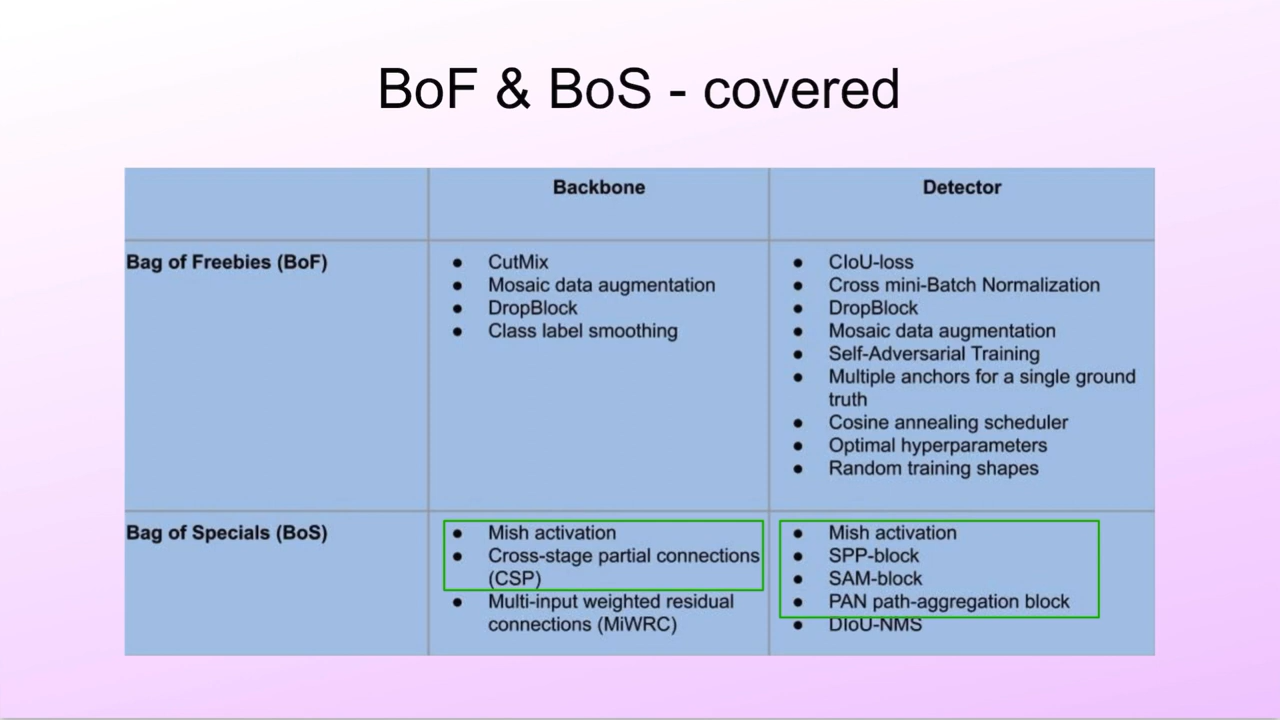 BoF & BoS - covered
Backbone
Detector
Bag of Freebies (BoF)
● CutMix
● Mosaic data augmentation
● DropBlock
● Class label smoothing
● CIoU-loss
● Cross mini-Batch Normalization
● DropBlock
● Mosaic data augmentation
● Self-Adversarial Training
● Multiple anchors for a single ground
truth
● Cosine annealing scheduler
● Optimal hyperparameters
● Random training shapes
Bag of Specials (BoS)
● Mish activation
● Cross-stage partial connections
(CSP)
● Multi-input weighted residual
connections (MiWRC)
● Mish activation
● SPP-block
● SAM-block
● PAN path-aggregation block
● DIoU-NMS